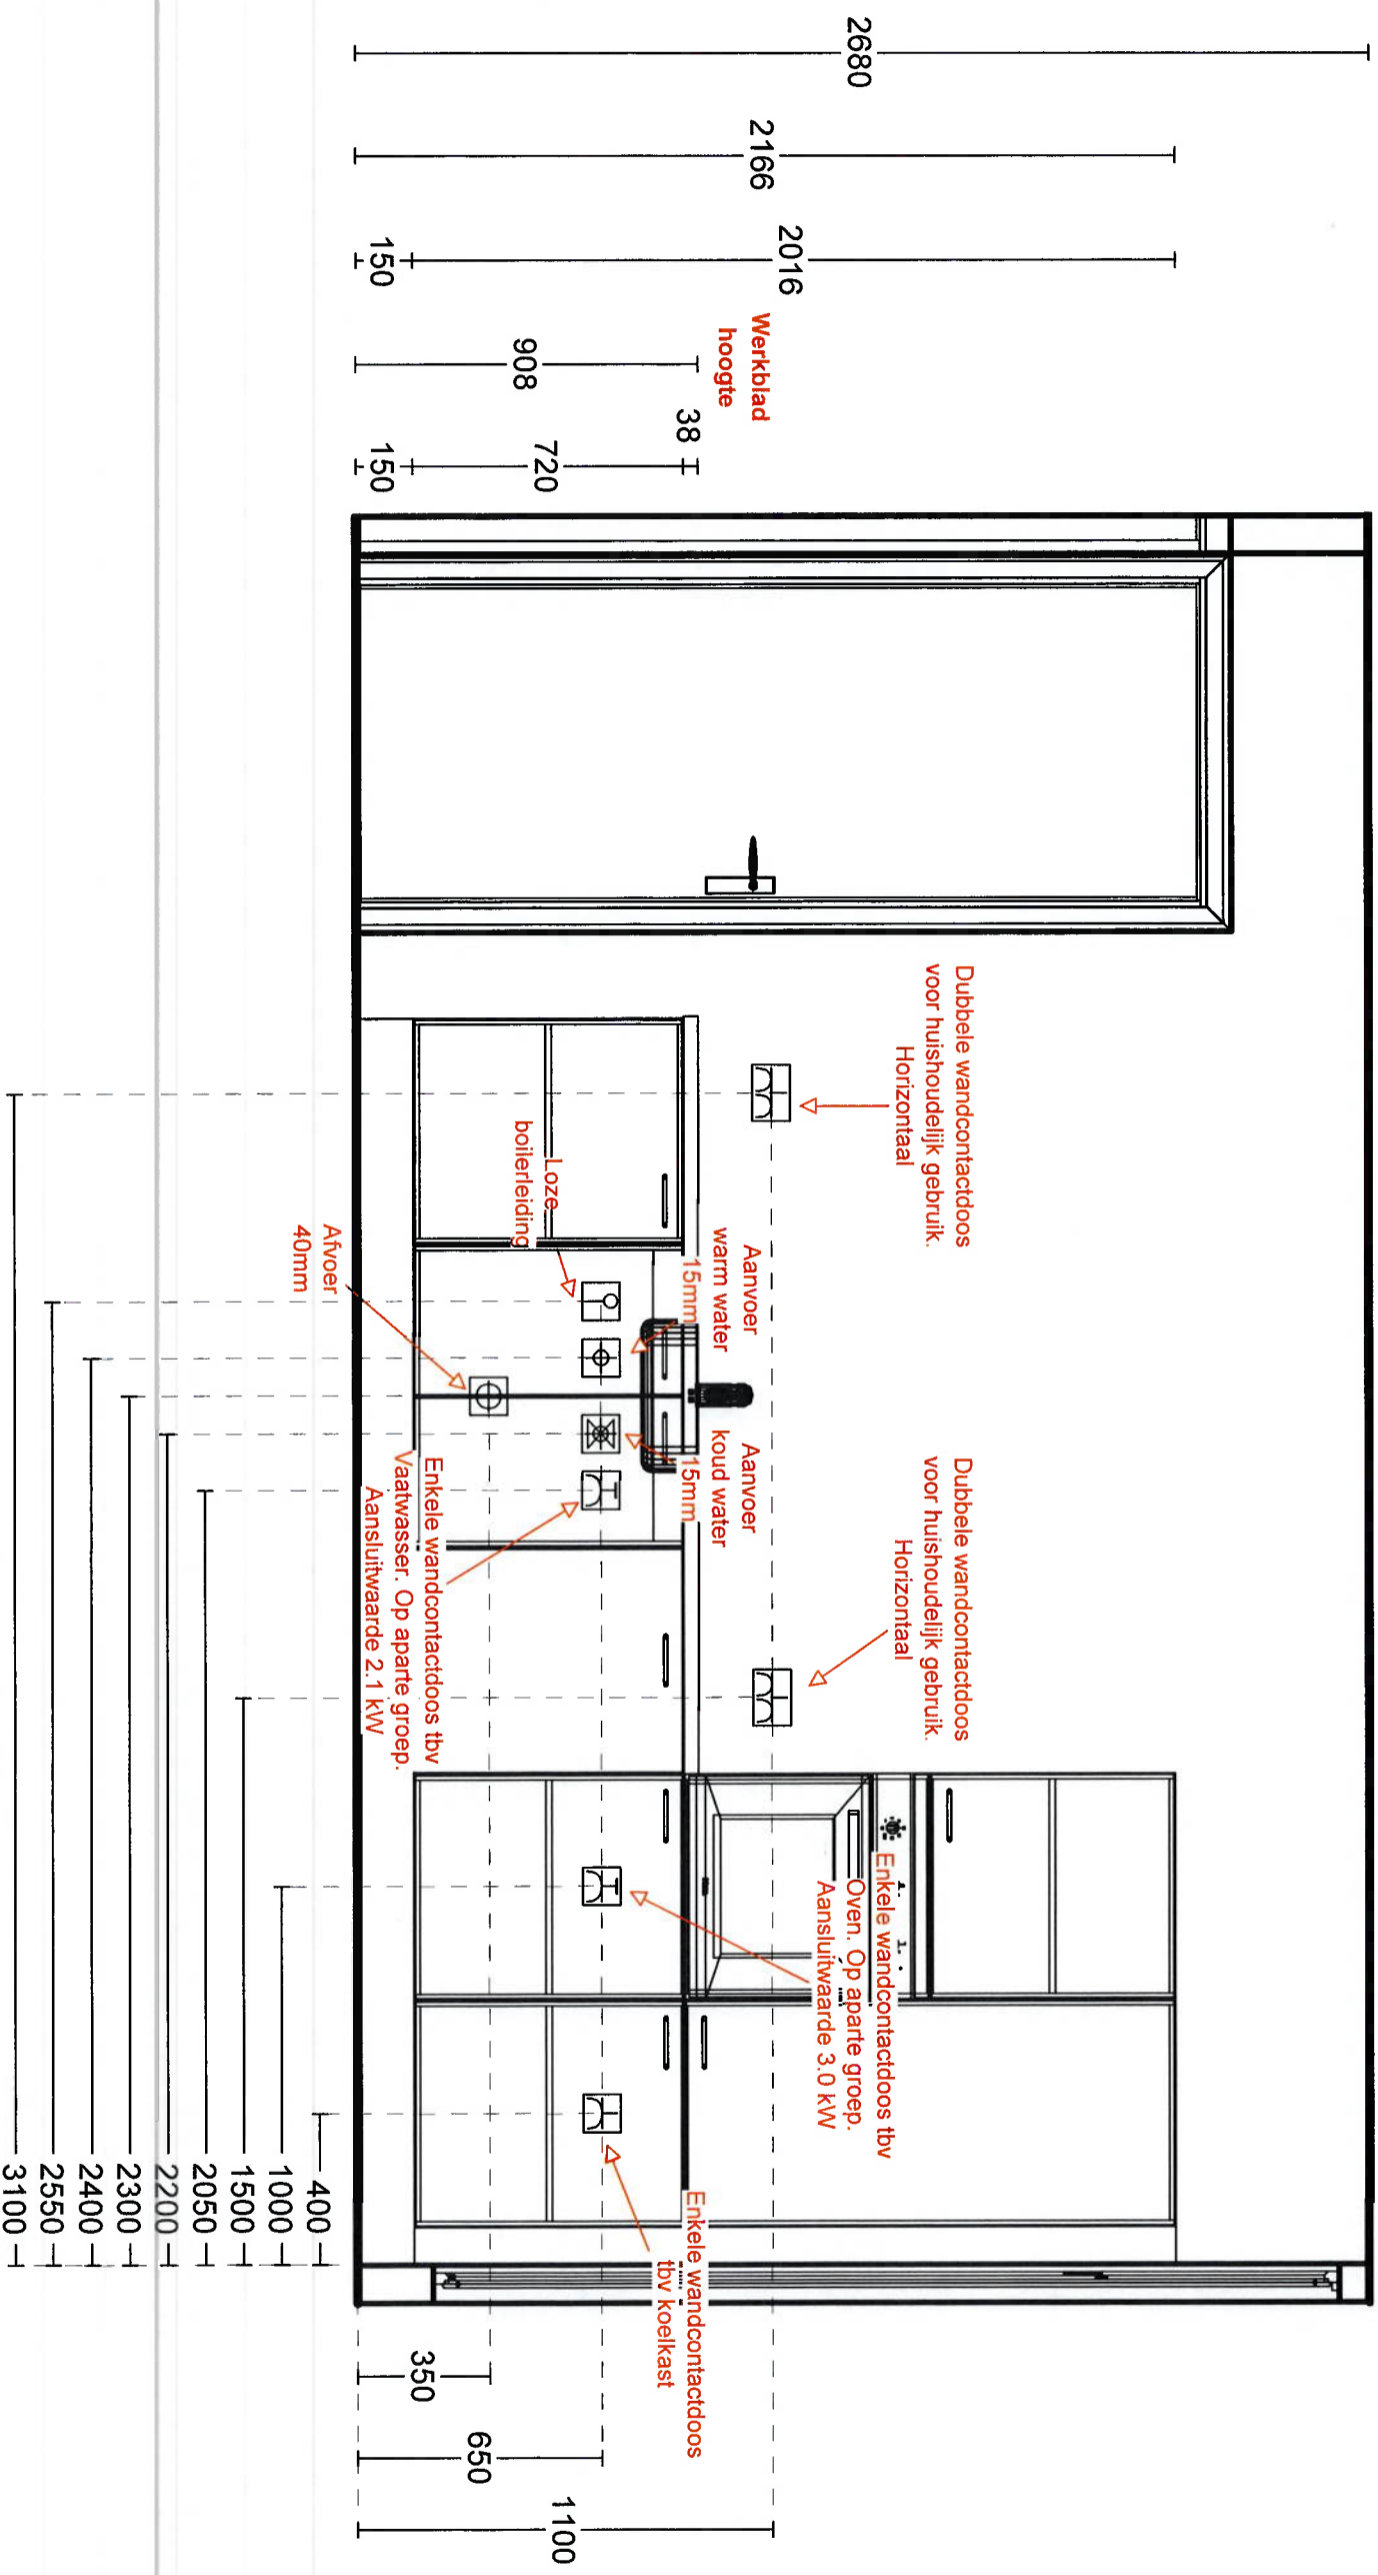 2680
2166
2016
150
Werkblad
hoogte
908
38
720
150
Dubbele wandcontactdoos
voor huishoudelijk gebruik.
Horizontaal
Dubbele wandcontactdoos
voor huishoudelijk gebruik.
Horizontaal
Aanvoer
warm water
15mm
Aanvoer
koud water
15mm
Loze
boilerleiding
Afvoer
40mm
Enkele wandcontactdoos tbv
Vaatwasser. Op aparte groep.
Aansluitwaarde 2.1 kW
Enkele wandcontactdoos tbv
Oven. Op aparte groep.
Aansluitwaarde 3.0 kW
Enkele wandcontactdoos
tbv koelkast
350
650
1100
400
1000
1500
2050
2200
2300
2400
2550
3100